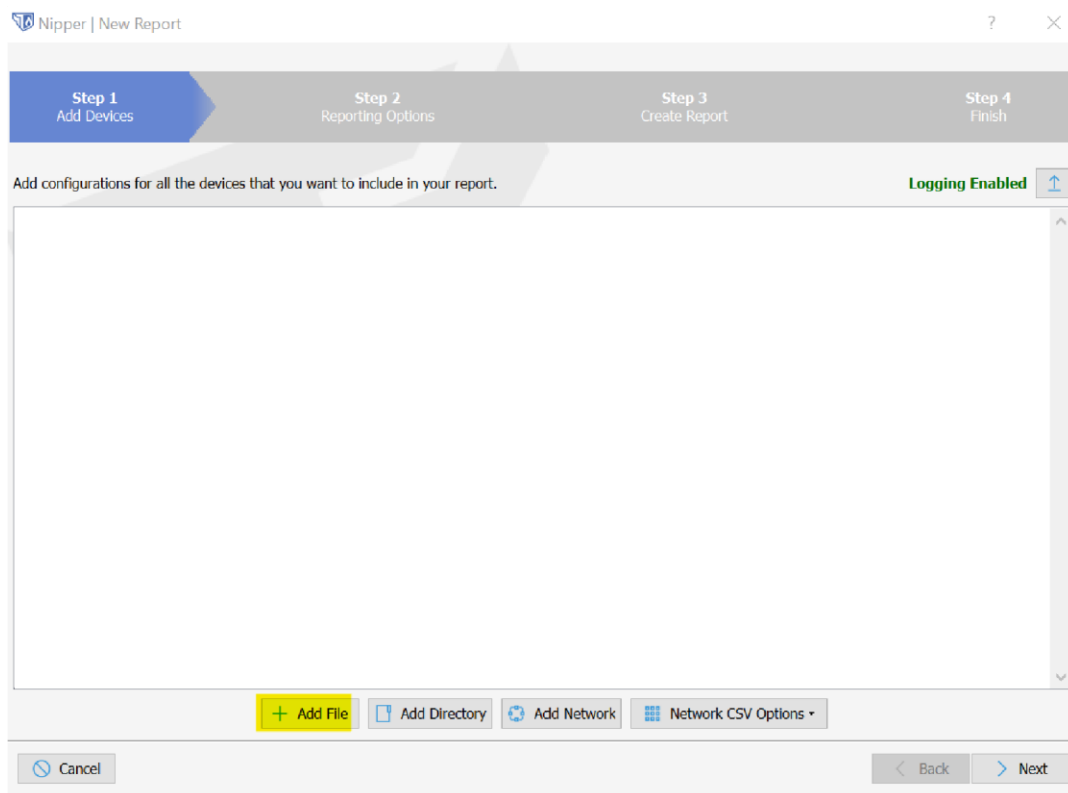 Nipper | New Report
?
Step 1
Add Devices
Step 2
Reporting Options
Step 3
Create Report
Step 4
Finish
Add configurations for all the devices that you want to include in your report.
Logging Enabled
Add File
Add Directory
Add Network
Network CSV Options
Cancel
Back
Next